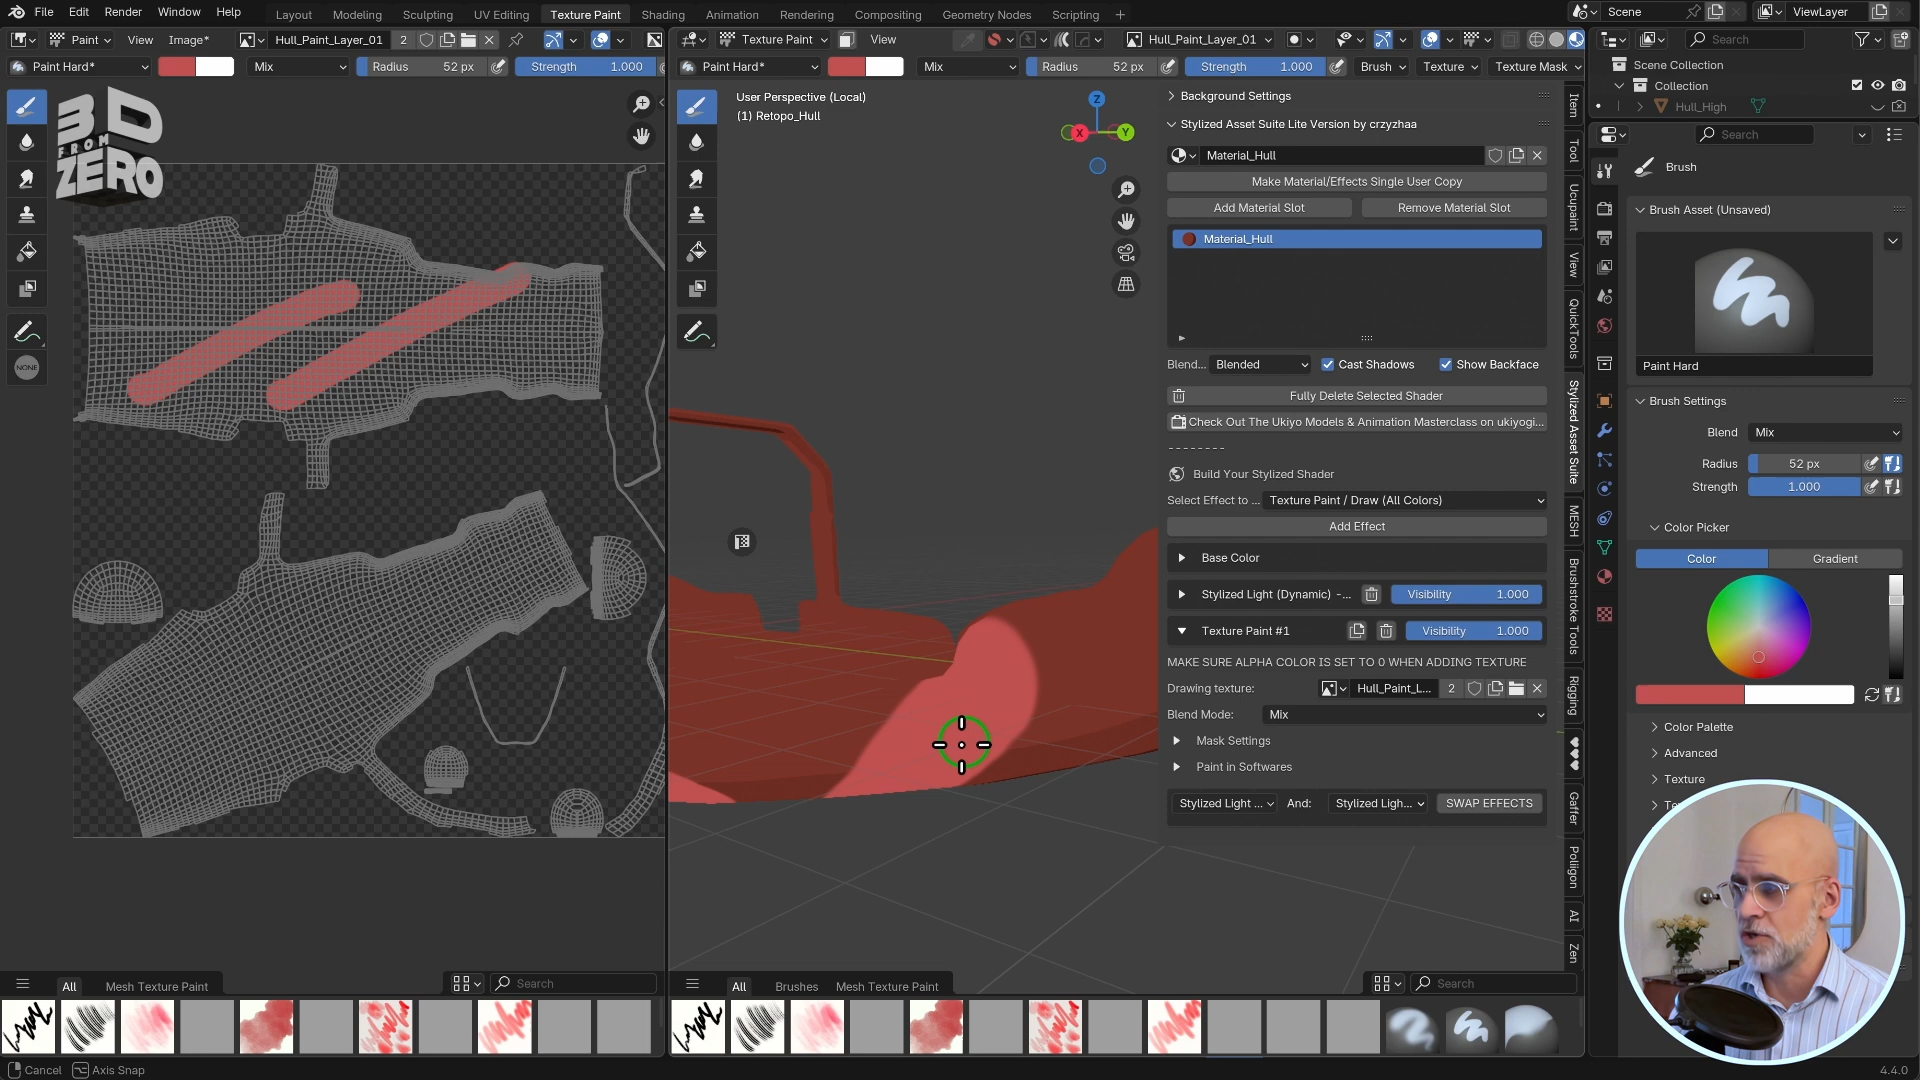 File Edit Render Window Help Layout Modeling Sculpting UV Editing Texture Paint Shading Animation Rendering Compositing Geometry Nodes Scripting + Scene ViewLayer
Paint View Image* Hull_Paint_Layer_01 2 Texture Paint View Hull_Paint_Layer_01 Search
Paint Hard* Mix Radius 52 px Strength 1.000 Paint Hard* Mix Radius 52 px Strength 1.000 Brush Texture Texture Mask
Scene Collection
Collection
Hull_High
3D
FROM
ZERO
User Perspective (Local)
(1) Retopo_Hull
Z
X
Y
NONE
Background Settings
Stylized Asset Suite Lite Version by crzyzhaa
Material_Hull
Make Material/Effects Single User Copy
Add Material Slot Remove Material Slot
Material_Hull
Blend... Blended Cast Shadows Show Backface
Fully Delete Selected Shader
Check Out The Ukiyo Models & Animation Masterclass on ukiyogi...
--------
Build Your Stylized Shader
Select Effect to ... Texture Paint / Draw (All Colors)
Add Effect
Base Color
Stylized Light (Dynamic) -... Visibility 1.000
Texture Paint #1 Visibility 1.000
MAKE SURE ALPHA COLOR IS SET TO 0 WHEN ADDING TEXTURE
Drawing texture: Hull_Paint_L... 2
Blend Mode: Mix
Mask Settings
Paint in Softwares
Stylized Light ... And: Stylized Ligh... SWAP EFFECTS
Item
Tool
Ucupaint
View
QuickTools
Stylized Asset Suite
MESH
Brushstroke Tools
Rigging
♥♥♥
Gaffer
Poliigon
AI
Zen
Search
Brush
Brush Asset (Unsaved)
Paint Hard
Brush Settings
Blend Mix
Radius 52 px
Strength 1.000
Color Picker
Color Gradient
Color Palette
Advanced
Texture
All Mesh Texture Paint Search
All Brushes Mesh Texture Paint Search
Cancel Axis Snap
4.4.0